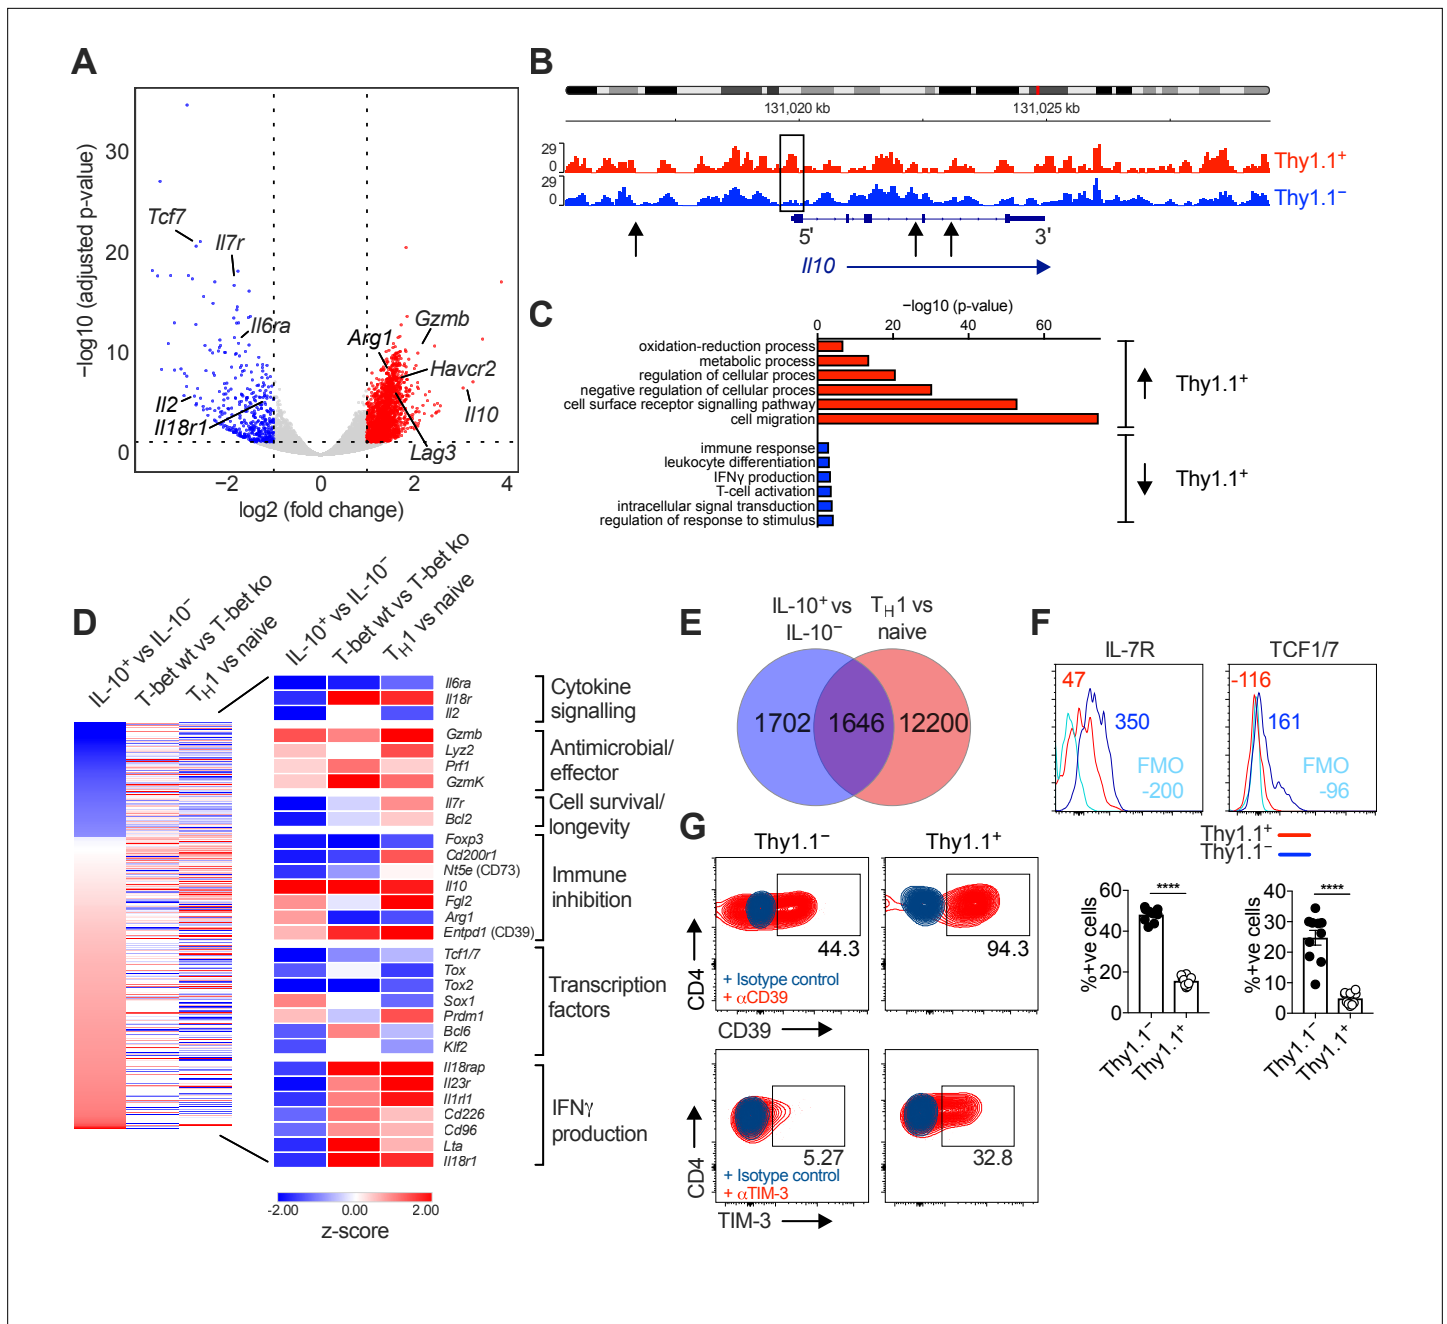 A
−log10 (adjusted p-value)
30
20
10
0
Tcf7
Il7r
Il6ra
Il2
Il18r1
Arg1
Gzmb
Havcr2
Il10
Lag3
−2
0
2
4
log2 (fold change)
B
131,020 kb
131,025 kb
29
0
Thy1.1+
29
0
Thy1.1−
5'
3'
Il10
C
−log10 (p-value)
0
20
40
60
oxidation-reduction process
metabolic process
regulation of cellular proces
negative regulation of cellular process
cell surface receptor signalling pathway
cell migration
Thy1.1+
immune response
leukocyte differentiation
IFNγ production
T-cell activation
intracellular signal transduction
regulation of response to stimulus
Thy1.1+
D
IL-10+ vs IL-10−
T-bet wt vs T-bet ko
TH1 vs naive
IL-10+ vs IL-10−
T-bet wt vs T-bet ko
TH1 vs naive
Il6ra
Il18r
Il2
Cytokine
signalling
Gzmb
Lyz2
Prf1
GzmK
Antimicrobial/
effector
Il7r
Bcl2
Cell survival/
longevity
Foxp3
Cd200r1
Nt5e (CD73)
Il10
Fgl2
Arg1
Entpd1 (CD39)
Immune
inhibition
Tcf1/7
Tox
Tox2
Sox1
Prdm1
Bcl6
Klf2
Transcription
factors
Il18rap
Il23r
Il1rl1
Cd226
Cd96
Lta
Il18r1
IFNγ
production
-2.00
0.00
2.00
z-score
E
IL-10+ vs
IL-10−
TH1 vs
naive
1702
1646
12200
F
IL-7R
TCF1/7
47
350
FMO
-200
-116
161
FMO
-96
Thy1.1+
Thy1.1−
%+ve cells
60
40
20
0
****
Thy1.1−
Thy1.1+
%+ve cells
40
30
20
10
0
****
Thy1.1−
Thy1.1+
G
Thy1.1−
Thy1.1+
CD4
44.3
94.3
+ Isotype control
+ αCD39
CD39
CD4
5.27
32.8
+ Isotype control
+ αTIM-3
TIM-3